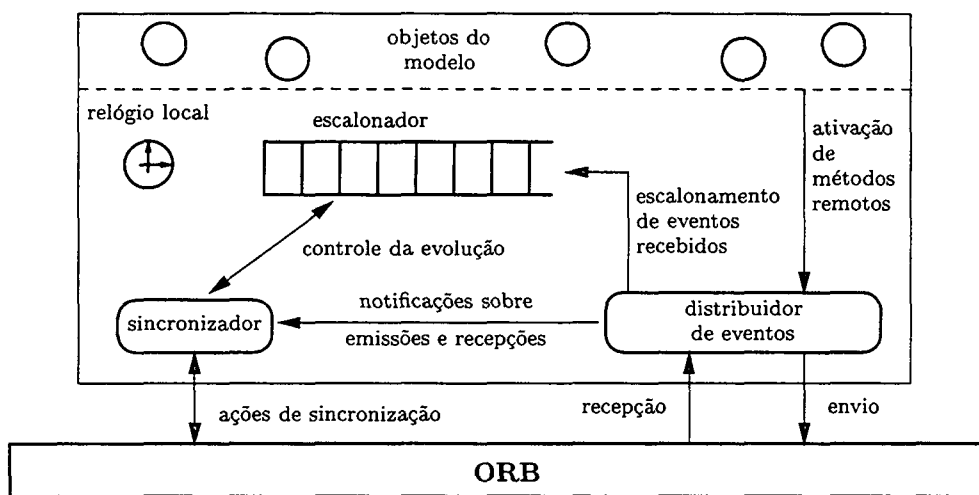 objetos do
modelo
relógio local
escalonador
ativação
de
métodos
remotos
escalonamento
de eventos
recebidos
controle da evolução
sincronizador
notificações sobre
emissões e recepções
distribuidor
de eventos
ações de sincronização
recepção
envio
ORB